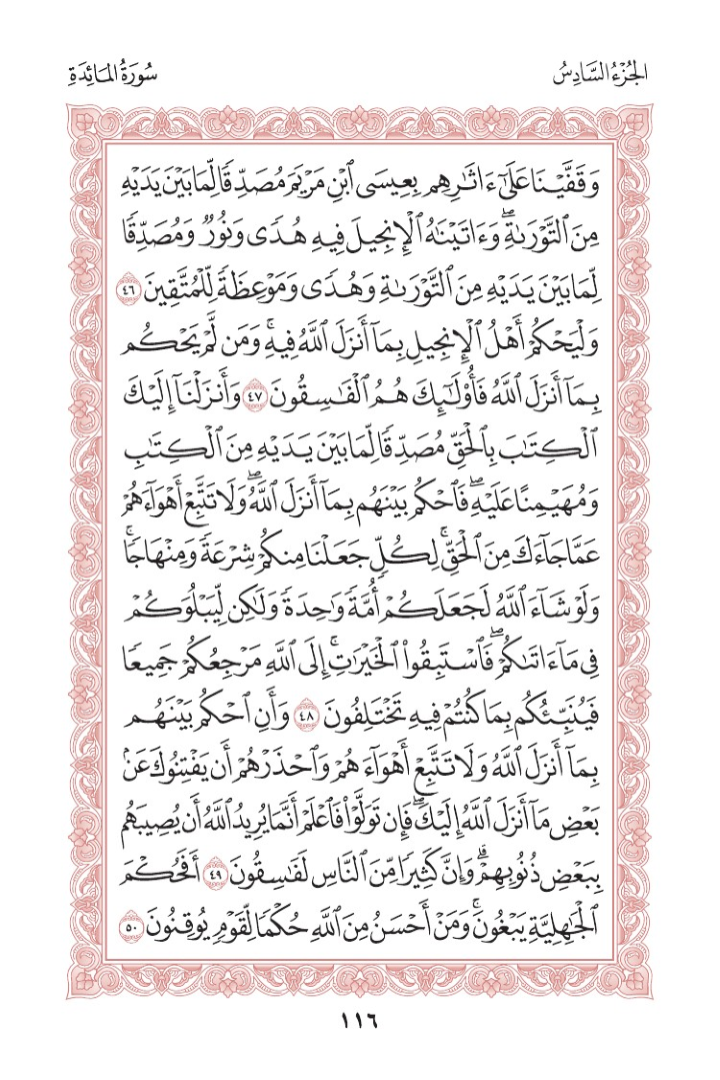 الجُزْءُ السَّادِسُ
سُورَةُ المَائِدَةِ
وَقَفَّيْنَا عَلَىٰٓ ءَاثَٰرِهِم بِعِيسَى ٱبْنِ مَرْيَمَ مُصَدِّقًا لِّمَا بَيْنَ يَدَيْهِ
مِنَ ٱلتَّوْرَىٰةِۖ وَءَاتَيْنَٰهُ ٱلْإِنجِيلَ فِيهِ هُدًى وَنُورٌ وَمُصَدِّقًا
لِّمَا بَيْنَ يَدَيْهِ مِنَ ٱلتَّوْرَىٰةِ وَهُدًى وَمَوْعِظَةً لِّلْمُتَّقِينَ ٤٦
وَلْيَحْكُمْ أَهْلُ ٱلْإِنجِيلِ بِمَآ أَنزَلَ ٱللَّهُ فِيهِۚ وَمَن لَّمْ يَحْكُم
بِمَآ أَنزَلَ ٱللَّهُ فَأُو۟لَٰٓئِكَ هُمُ ٱلْفَٰسِقُونَ ٤٧ وَأَنزَلْنَآ إِلَيْكَ
ٱلْكِتَٰبَ بِٱلْحَقِّ مُصَدِّقًا لِّمَا بَيْنَ يَدَيْهِ مِنَ ٱلْكِتَٰبِ
وَمُهَيْمِنًا عَلَيْهِۖ فَٱحْكُم بَيْنَهُم بِمَآ أَنزَلَ ٱللَّهُۖ وَلَا تَتَّبِعْ أَهْوَآءَهُمْ
عَمَّا جَآءَكَ مِنَ ٱلْحَقِّۚ لِكُلٍّ جَعَلْنَا مِنكُمْ شِرْعَةً وَمِنْهَاجًاۚ
وَلَوْ شَآءَ ٱللَّهُ لَجَعَلَكُمْ أُمَّةً وَٰحِدَةً وَلَٰكِن لِّيَبْلُوَكُمْ
فِى مَآ ءَاتَىٰكُمْۖ فَٱسْتَبِقُوا۟ ٱلْخَيْرَٰتِۚ إِلَى ٱللَّهِ مَرْجِعُكُمْ جَمِيعًا
فَيُنَبِّئُكُم بِمَا كُنتُمْ فِيهِ تَخْتَلِفُونَ ٤٨ وَأَنِ ٱحْكُم بَيْنَهُم
بِمَآ أَنزَلَ ٱللَّهُ وَلَا تَتَّبِعْ أَهْوَآءَهُمْ وَٱحْذَرْهُمْ أَن يَفْتِنُوكَ عَنۢ
بَعْضِ مَآ أَنزَلَ ٱللَّهُ إِلَيْكَۖ فَإِن تَوَلَّوْا۟ فَٱعْلَمْ أَنَّمَا يُرِيدُ ٱللَّهُ أَن يُصِيبَهُم
بِبَعْضِ ذُنُوبِهِمْۗ وَإِنَّ كَثِيرًا مِّنَ ٱلنَّاسِ لَفَٰسِقُونَ ٤٩ أَفَحُكْمَ
ٱلْجَٰهِلِيَّةِ يَبْغُونَۚ وَمَنْ أَحْسَنُ مِنَ ٱللَّهِ حُكْمًا لِّقَوْمٍ يُوقِنُونَ ٥٠
١١٦